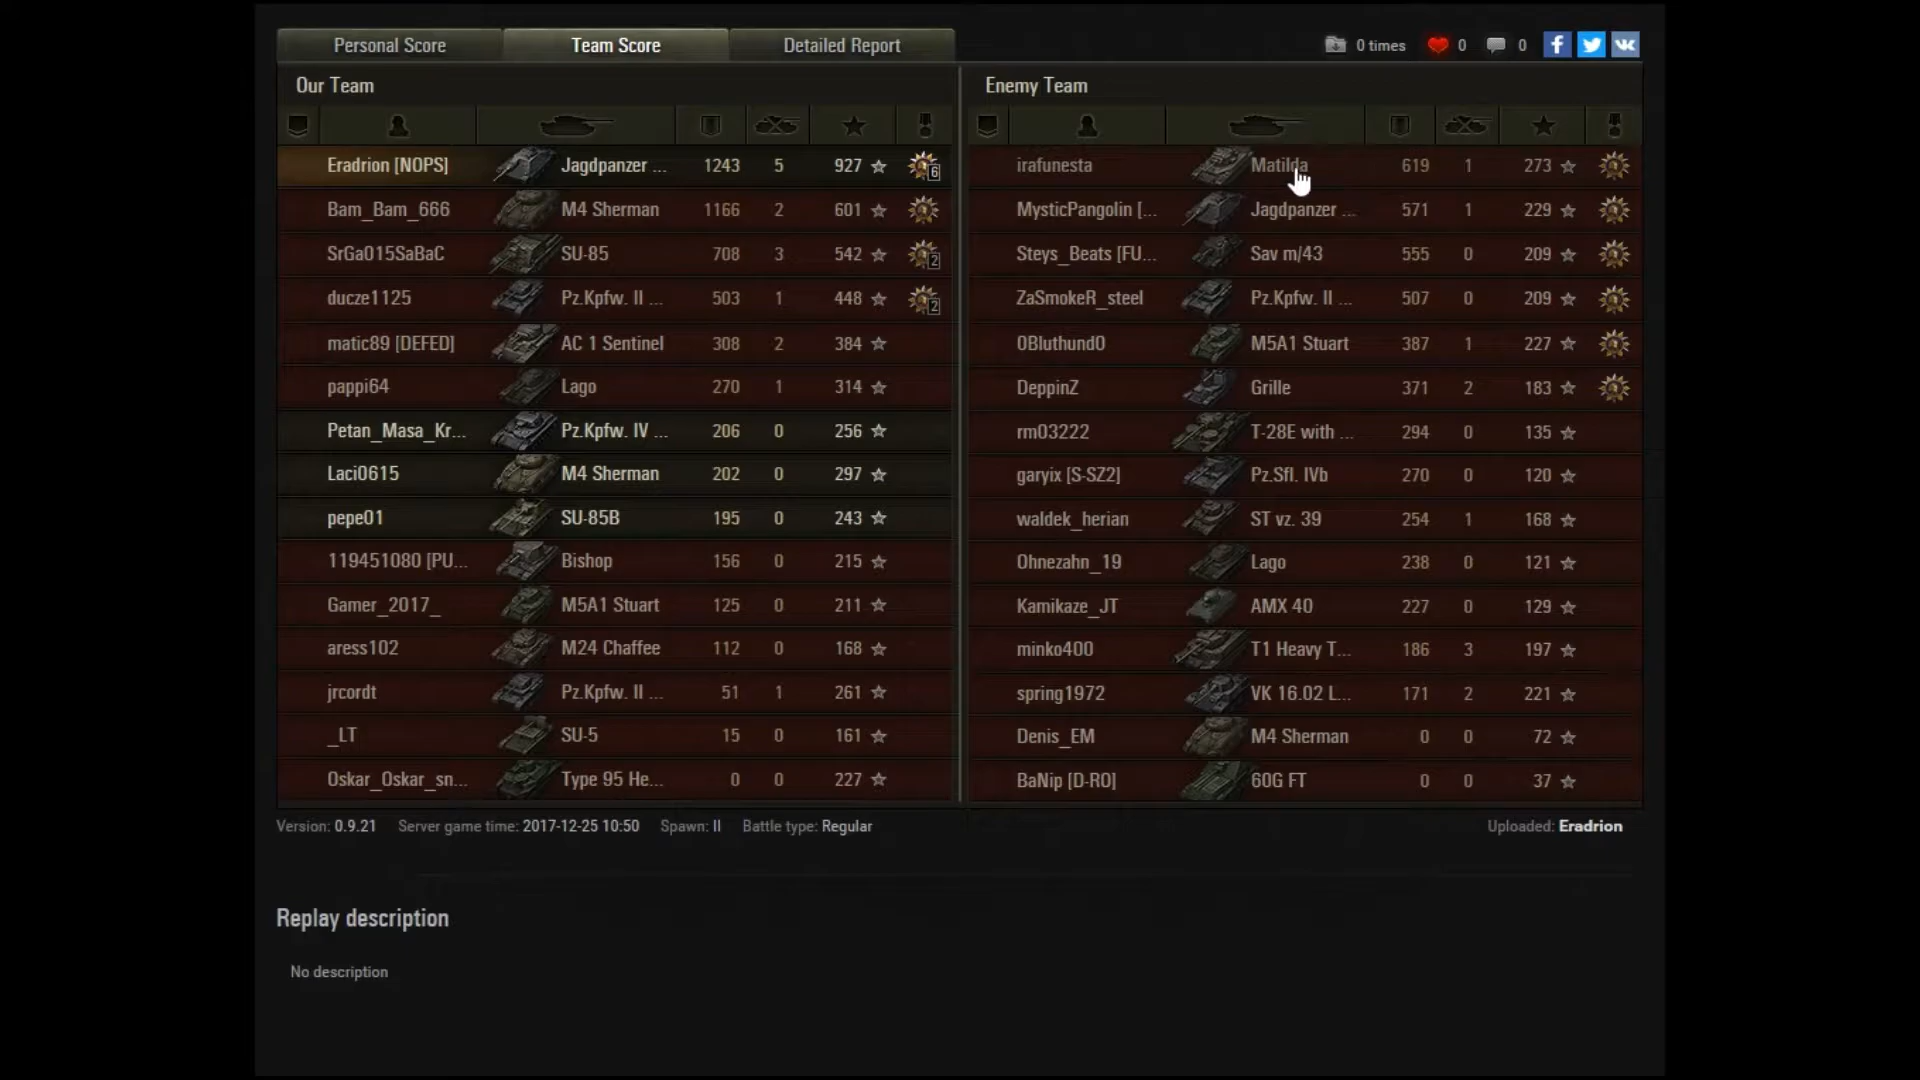 Personal Score Team Score Detailed Report 0 times 0 0
Our Team Enemy Team
Eradrion [NOPS] Jagdpanzer ... 1243 5 927 6 irafunesta Matilda 619 1 273
Bam_Bam_666 M4 Sherman 1166 2 601 MysticPangolin [... Jagdpanzer ... 571 1 229
SrGa015SaBaC SU-85 708 3 542 2 Steys_Beats [FU... Sav m/43 555 0 209
ducze1125 Pz.Kpfw. II ... 503 1 448 2 ZaSmokeR_steel Pz.Kpfw. II ... 507 0 209
matic89 [DEFED] AC 1 Sentinel 308 2 384 0Bluthund0 M5A1 Stuart 387 1 227
pappi64 Lago 270 1 314 DeppinZ Grille 371 2 183
Petan_Masa_Kr... Pz.Kpfw. IV ... 206 0 256 rm03222 T-28E with ... 294 0 135
Laci0615 M4 Sherman 202 0 297 garyix [S-SZ2] Pz.Sfl. IVb 270 0 120
pepe01 SU-85B 195 0 243 waldek_herian ST vz. 39 254 1 168
119451080 [PU... Bishop 156 0 215 Ohnezahn_19 Lago 238 0 121
Gamer_2017_ M5A1 Stuart 125 0 211 Kamikaze_JT AMX 40 227 0 129
aress102 M24 Chaffee 112 0 168 minko400 T1 Heavy T... 186 3 197
jrcordt Pz.Kpfw. II ... 51 1 261 spring1972 VK 16.02 L... 171 2 221
_LT SU-5 15 0 161 Denis_EM M4 Sherman 0 0 72
Oskar_Oskar_sn... Type 95 He... 0 0 227 BaNip [D-RO] 60G FT 0 0 37
Version: 0.9.21 Server game time: 2017-12-25 10:50 Spawn: II Battle type: Regular Uploaded: Eradrion
Replay description
No description